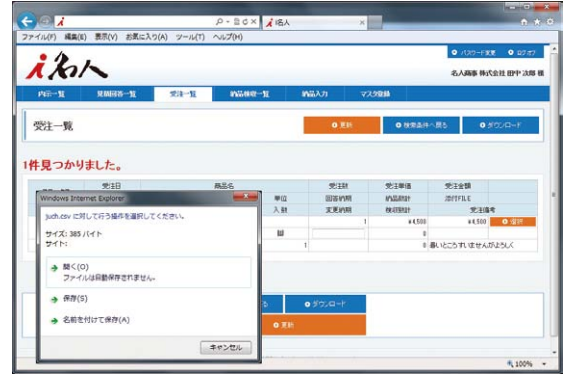 i名人
ファイル(F) 編集(E) 表示(V) お気に入り(A) ツール(T) ヘルプ(H)
パスワード変更 ログオフ
i名人
名人商事 株式会社 田中 次郎 様
内示一覧 見積回答一覧 受注一覧 納品検収一覧 納品入力 マスタ登録
受注一覧
更新 検索条件へ戻る ダウンロード
1件見つかりました。
受注日 商品名 受注数 受注単価 受注金額
単位 回答納期 納品数計 添付FILE
入数 変更納期 検収数計 受注備考
1 ¥4,500 ¥4,500 選択
脚 0
1 0 暑いところすいませんがよろしく
Windows Internet Explorer
juch.csv に対して行う操作を選択してください。
サイズ: 385 バイト
サイト:
開く(O)
ファイルは自動保存されません。
保存(S)
名前を付けて保存(A)
キャンセル
る ダウンロード
更新
100%